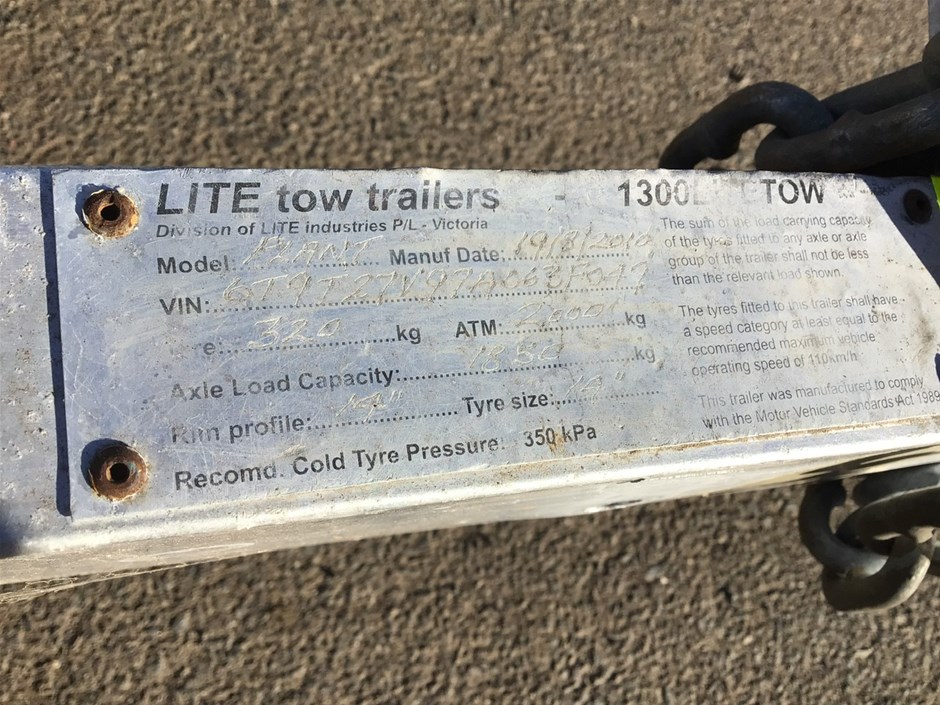 LITE tow trailers - 1300L TOW
Division of LITE industries P/L - Victoria
Model: PLANT Manuf Date: 19/8/2010
VIN:
320 kg ATM: 2000 kg
Axle Load Capacity: kg
Rim profile: 14" Tyre size: 14"
Recomd. Cold Tyre Pressure: 350 kPa
The sum of the load carrying capacity
of the tyres fitted to any axle or axle
group of the trailer shall not be less
than the relevant load shown.
The tyres fitted to this trailer shall have
a speed category at least equal to the
recommended maximum vehicle
operating speed of 110km/h.
This trailer was manufactured to comply
with the Motor Vehicle Standards Act 1989